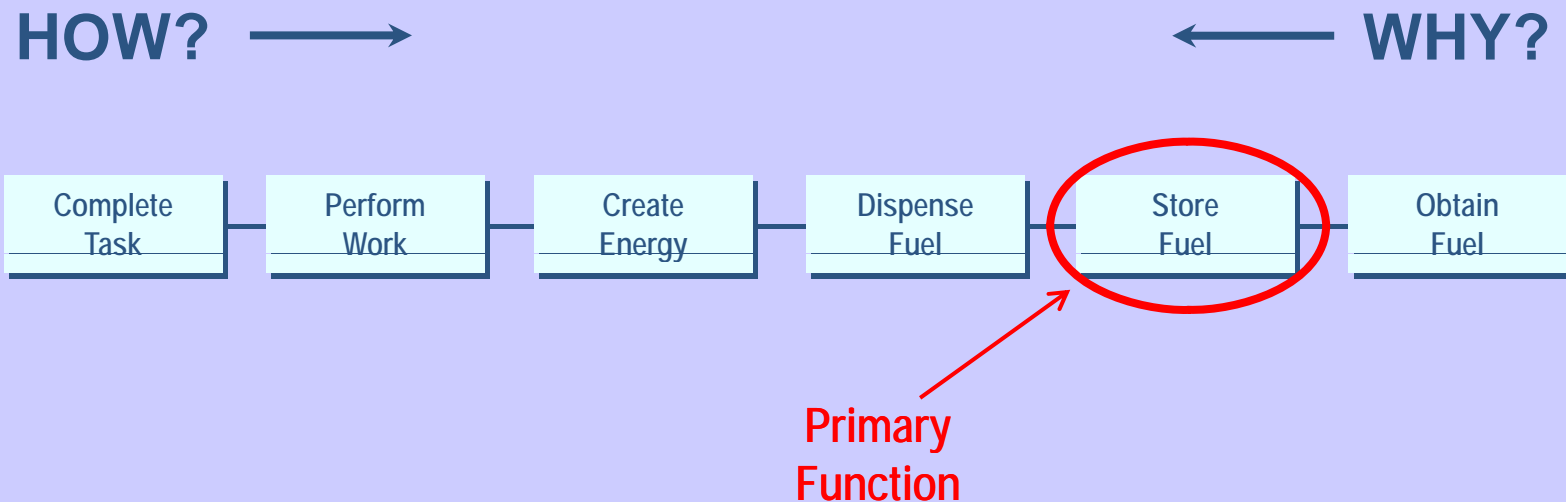 HOW?
WHY?
Complete
Task
Perform
Work
Create
Energy
Dispense
Fuel
Store
Fuel
Obtain
Fuel
Primary
Function